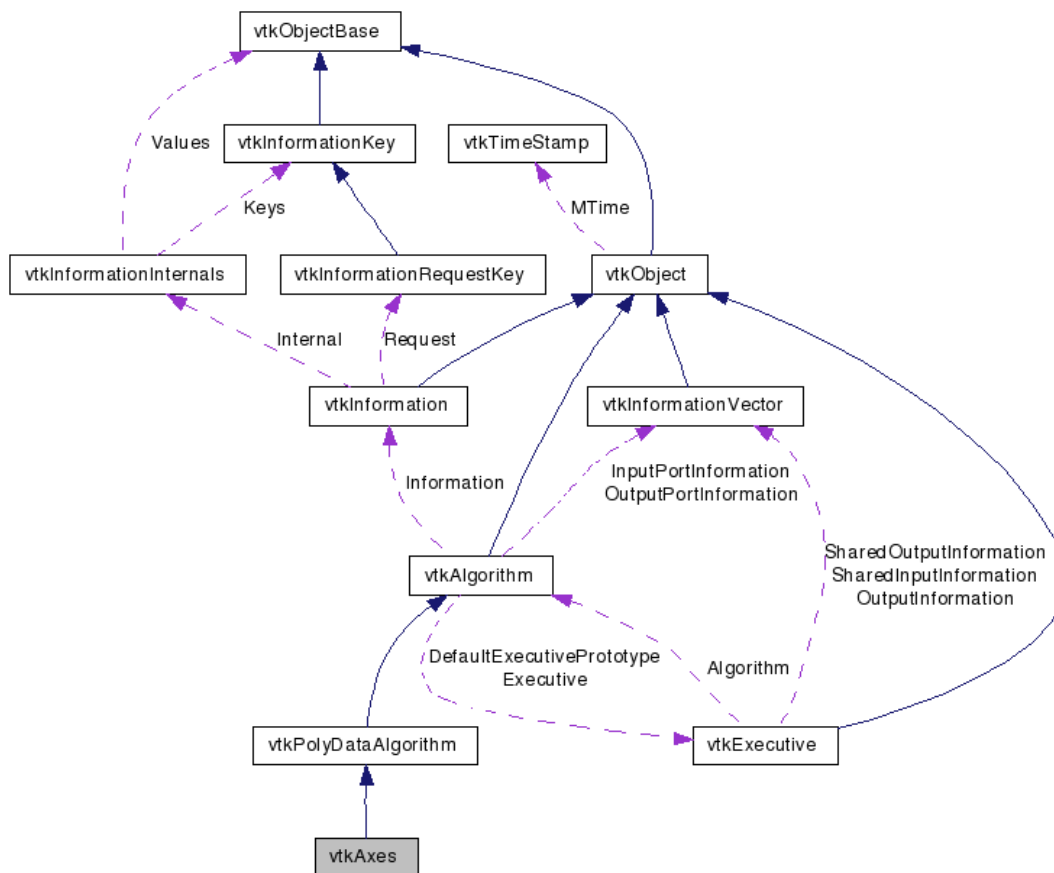 vtkObjectBase
Values
vtkInformationKey
vtkTimeStamp
Keys
MTime
vtkInformationInternals
vtkInformationRequestKey
vtkObject
Internal
Request
vtkInformation
vtkInformationVector
Information
InputPortInformation
OutputPortInformation
vtkAlgorithm
SharedOutputInformation
SharedInputInformation
OutputInformation
DefaultExecutivePrototype
Executive
Algorithm
vtkPolyDataAlgorithm
vtkExecutive
vtkAxes